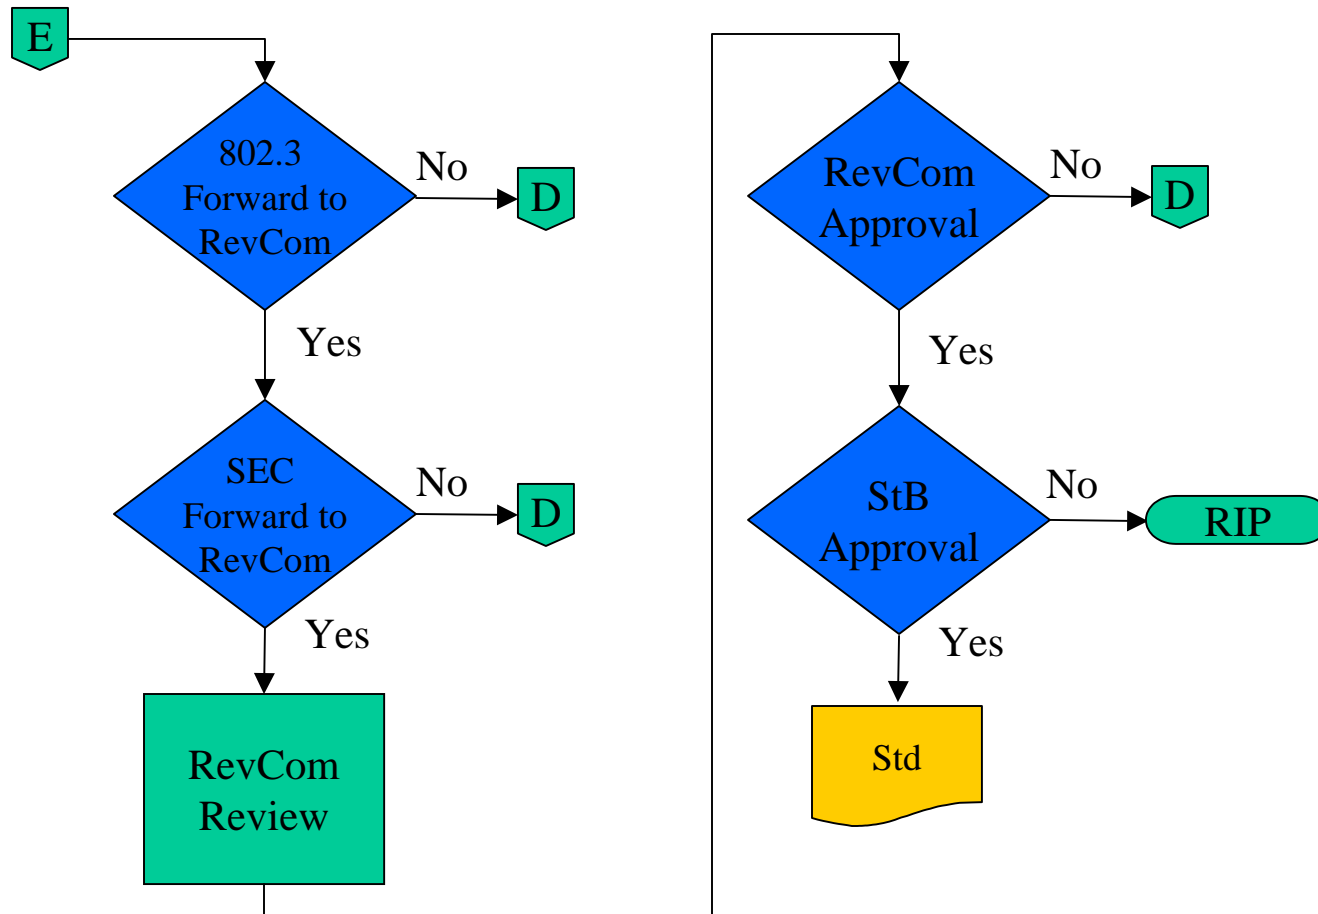 E
802.3
Forward to
RevCom
No
D
Yes
SEC
Forward to
RevCom
No
D
Yes
RevCom
Review
RevCom
Approval
No
D
Yes
StB
Approval
No
RIP
Yes
Std